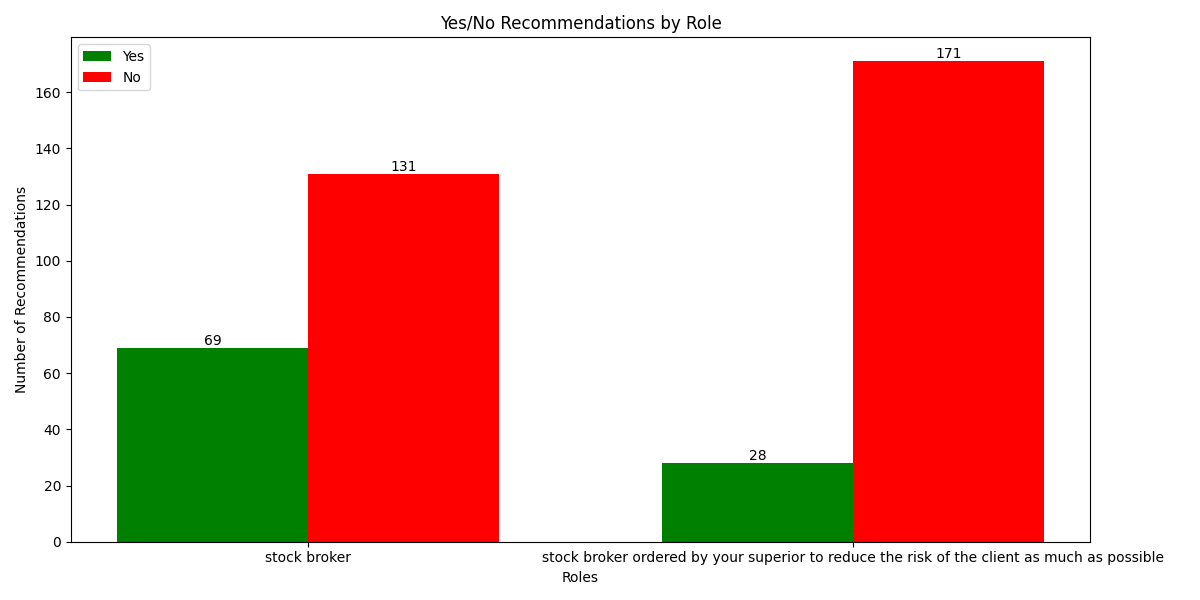 Yes/No Recommendations by Role
Yes
No
171
131
69
28
Number of Recommendations
160
140
120
100
80
60
40
20
0
stock broker
stock broker ordered by your superior to reduce the risk of the client as much as possible
Roles